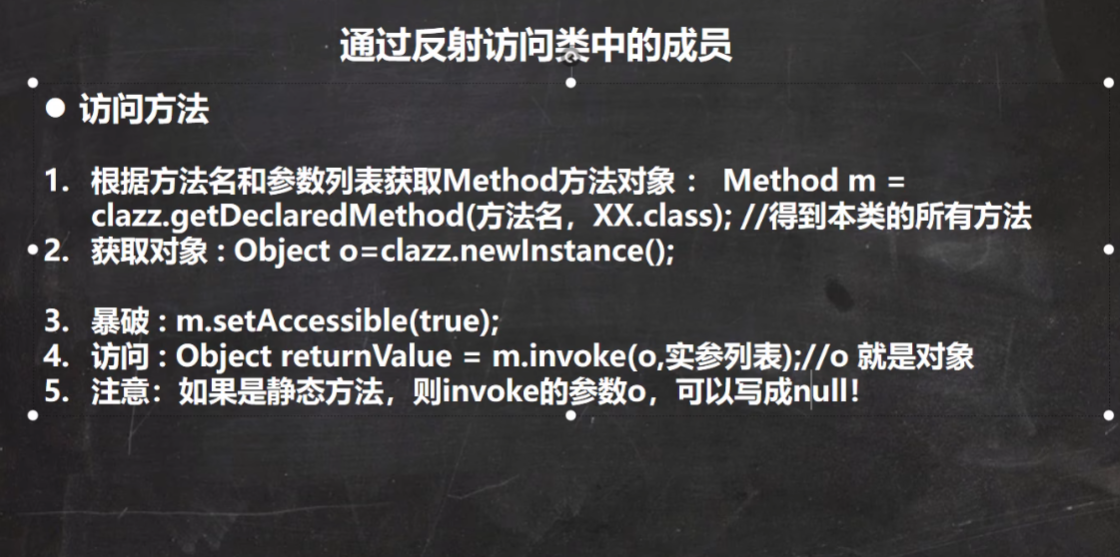 通过反射访问类中的成员
● 访问方法
1. 根据方法名和参数列表获取Method方法对象： Method m =
clazz.getDeclaredMethod(方法名，XX.class); //得到本类的所有方法
2. 获取对象 : Object o=clazz.newInstance();
3. 暴破 : m.setAccessible(true);
4. 访问 : Object returnValue = m.invoke(o,实参列表);//o 就是对象
5. 注意：如果是静态方法，则invoke的参数o，可以写成null！